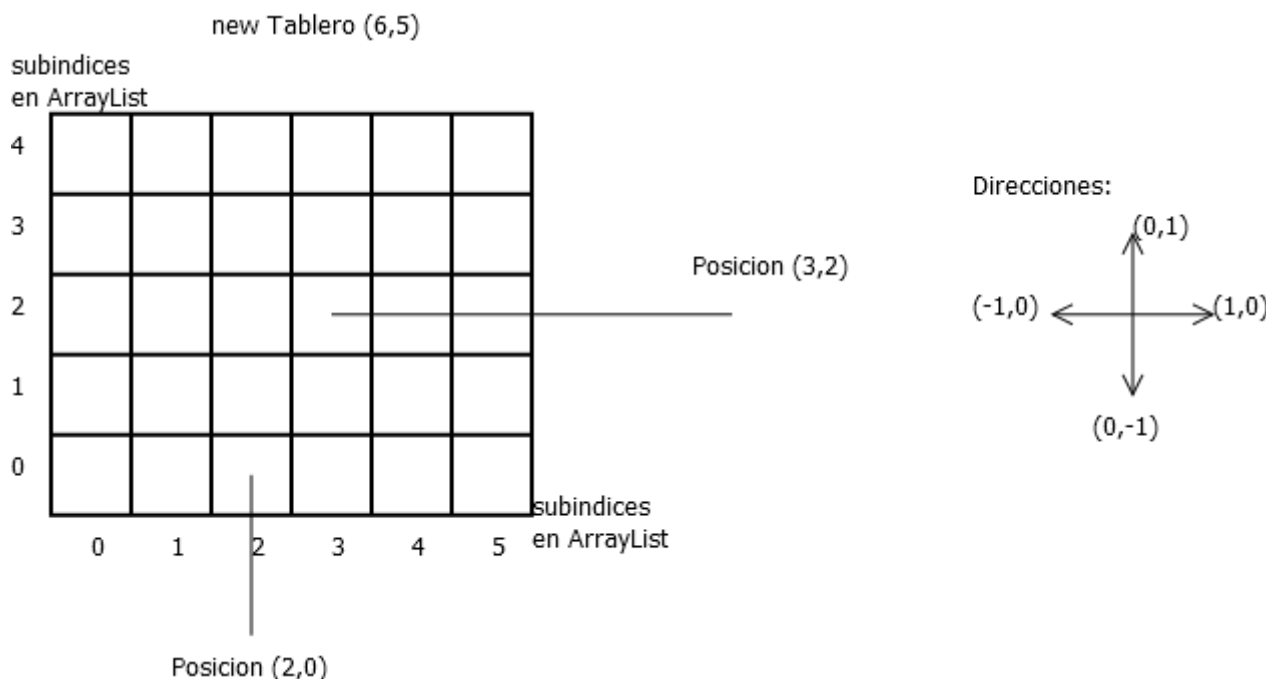 new Tablero (6,5)
subindices
en ArrayList
4
3
2
1
0
0 1 2 3 4 5
subindices
en ArrayList
Posicion (3,2)
Posicion (2,0)
Direcciones:
(0,1)
(-1,0) (1,0)
(0,-1)